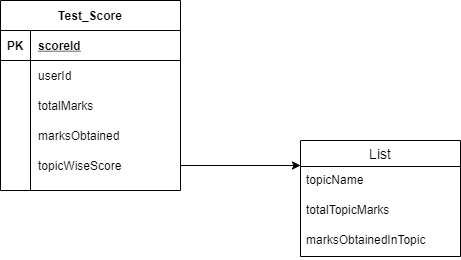 Test_Score
PK scoreId
userId
totalMarks
marksObtained
topicWiseScore
List
topicName
totalTopicMarks
marksObtainedInTopic